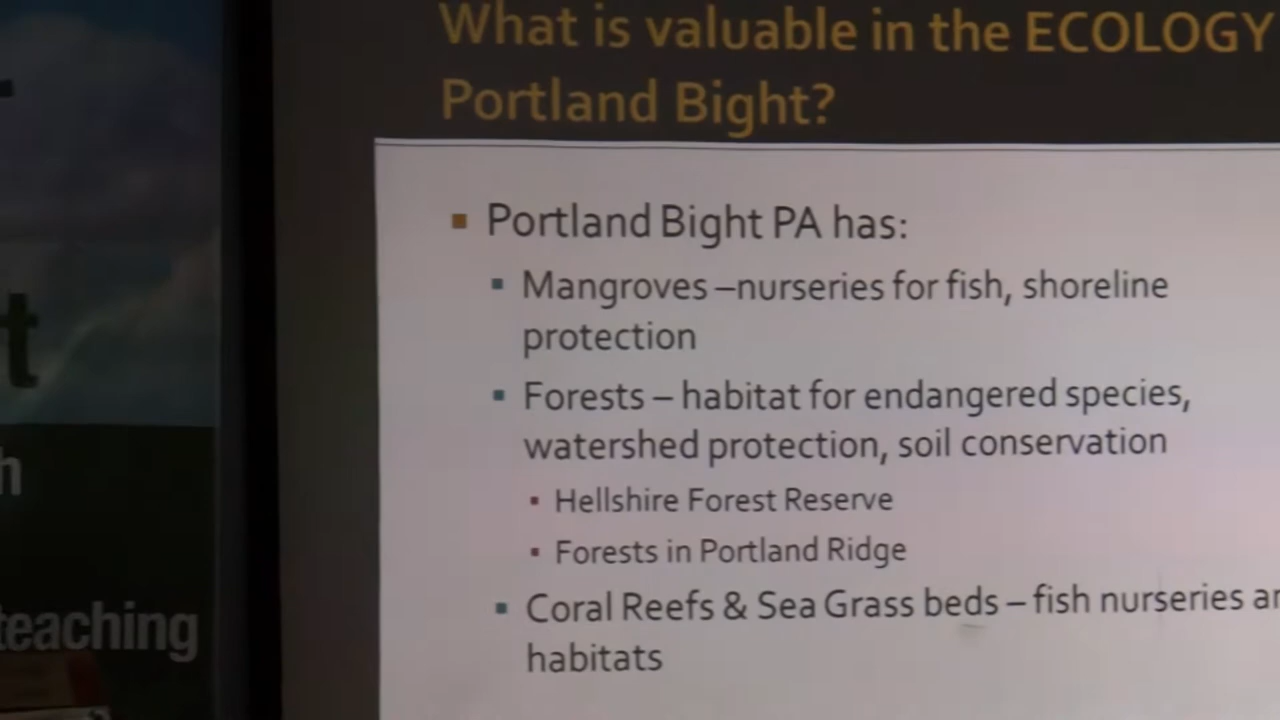 What is valuable in the ECOLOGY
Portland Bight?
Portland Bight PA has:
Mangroves –nurseries for fish, shoreline
protection
Forests – habitat for endangered species,
watershed protection, soil conservation
Hellshire Forest Reserve
Forests in Portland Ridge
Coral Reefs & Sea Grass beds – fish nurseries
habitats
teaching